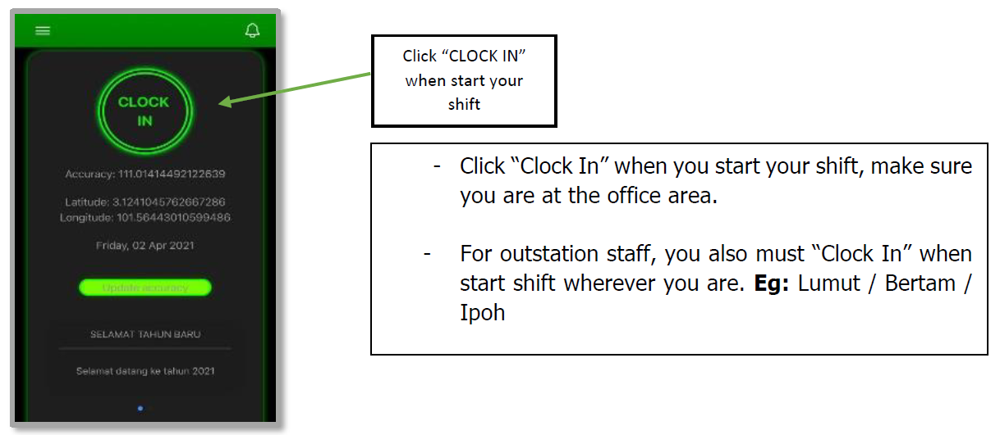 CLOCK
IN
Accuracy: 111.01414492122639
Latitude: 3.1241045762667286
Longitude: 101.56443010599486
Friday, 02 Apr 2021
Update accuracy
SELAMAT TAHUN BARU
Selamat datang ke tahun 2021
Click “CLOCK IN”
when start your
shift
- Click “Clock In” when you start your shift, make sure
you are at the office area.
- For outstation staff, you also must “Clock In” when
start shift wherever you are. Eg: Lumut / Bertam /
Ipoh